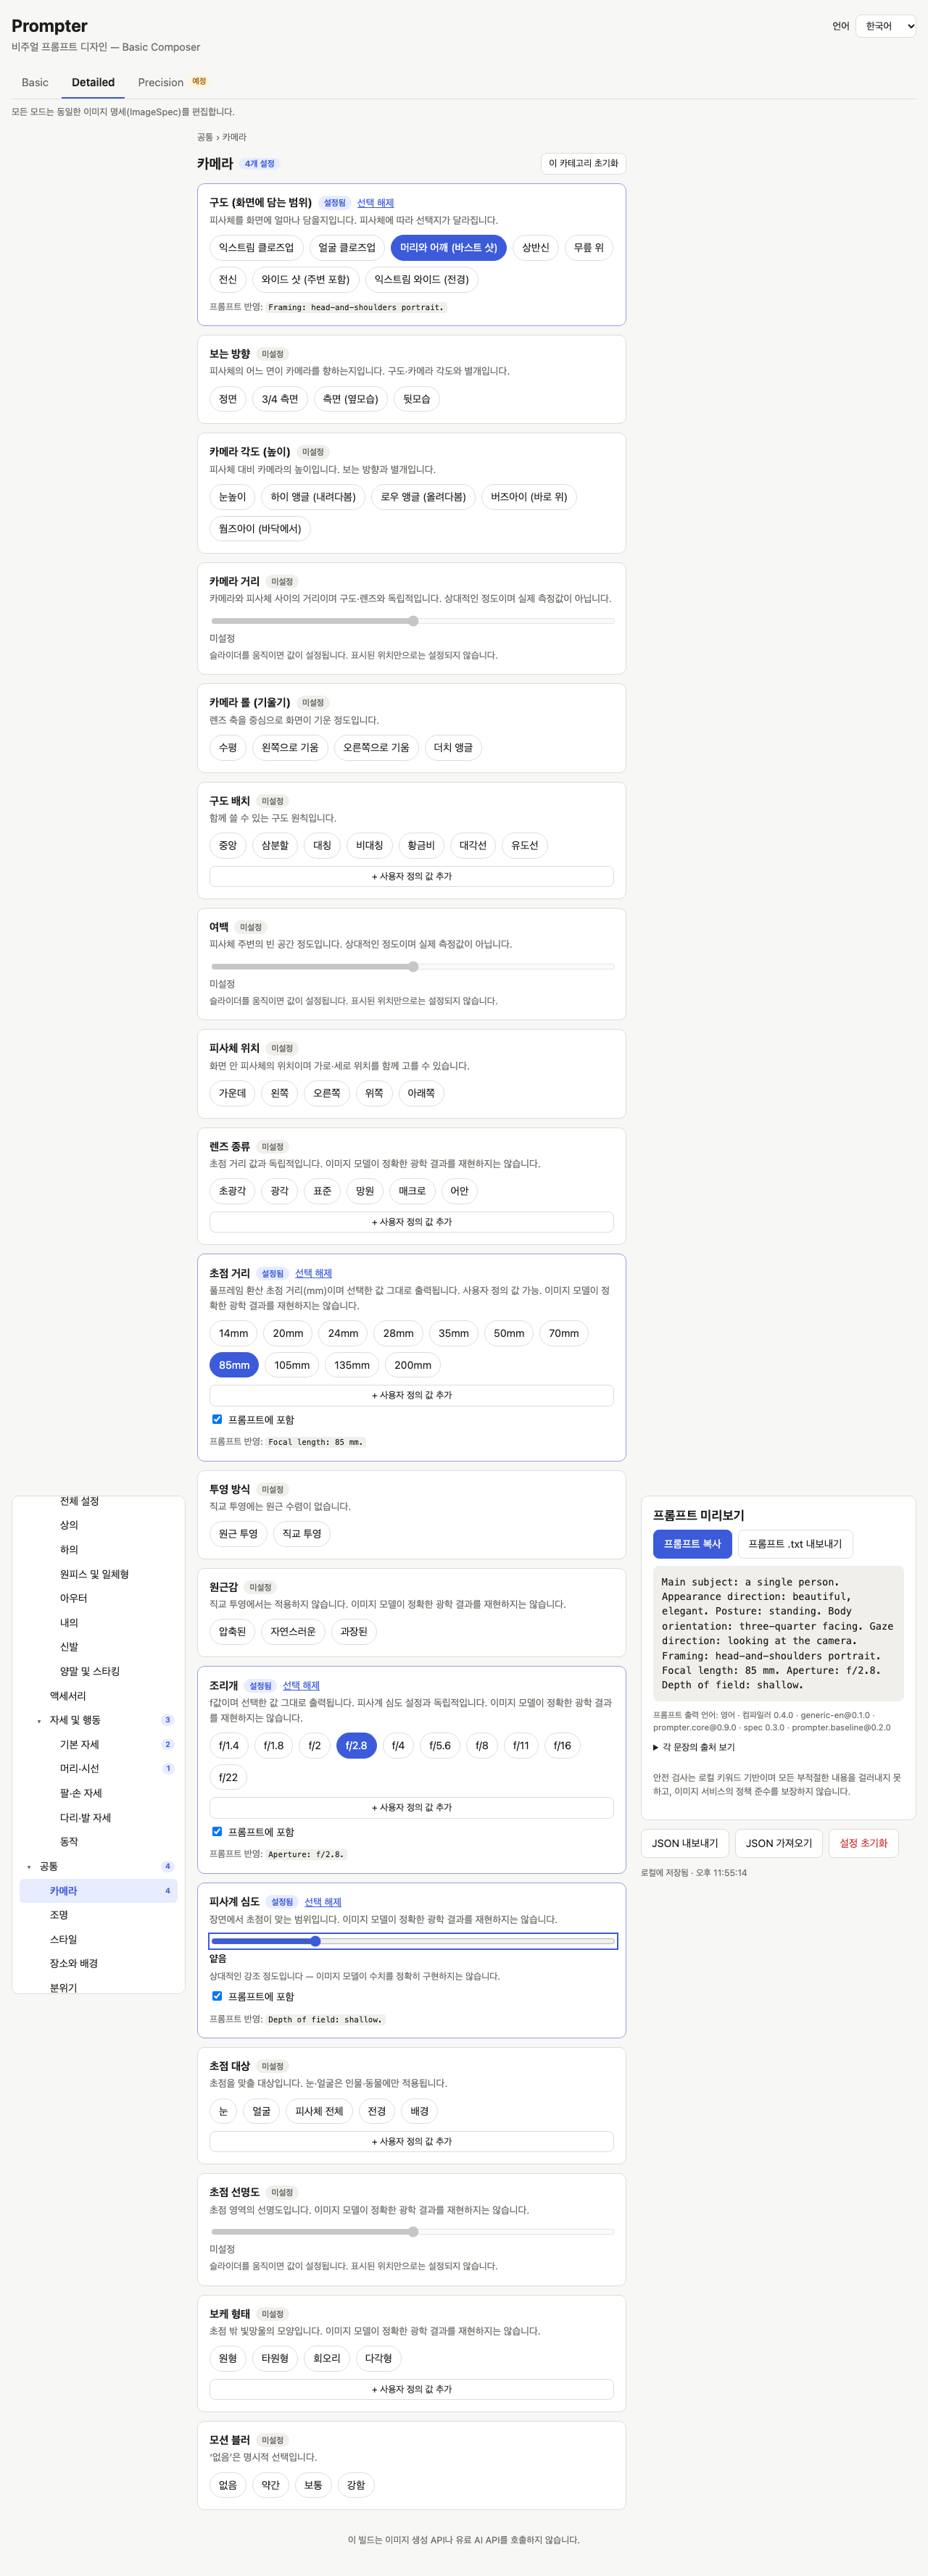 Prompter
비주얼 프롬프트 디자인 — Basic Composer
언어 한국어
Basic Detailed Precision 예정
모든 모드는 동일한 이미지 명세(ImageSpec)를 편집합니다.
공통 › 카메라
카메라 4개 설정 이 카테고리 초기화
구도 (화면에 담는 범위) 설정됨 선택 해제
피사체를 화면에 얼마나 담을지입니다. 피사체에 따라 선택지가 달라집니다.
익스트림 클로즈업 얼굴 클로즈업 머리와 어깨 (바스트 샷) 상반신 무릎 위
전신 와이드 샷 (주변 포함) 익스트림 와이드 (전경)
프롬프트 반영: Framing: head-and-shoulders portrait.
보는 방향 미설정
피사체의 어느 면이 카메라를 향하는지입니다. 구도·카메라 각도와 별개입니다.
정면 3/4 측면 측면 (옆모습) 뒷모습
카메라 각도 (높이) 미설정
피사체 대비 카메라의 높이입니다. 보는 방향과 별개입니다.
눈높이 하이 앵글 (내려다봄) 로우 앵글 (올려다봄) 버즈아이 (바로 위)
웜즈아이 (바닥에서)
카메라 거리 미설정
카메라와 피사체 사이의 거리이며 구도·렌즈와 독립적입니다. 상대적인 정도이며 실제 측정값이 아닙니다.
미설정
슬라이더를 움직이면 값이 설정됩니다. 표시된 위치만으로는 설정되지 않습니다.
카메라 롤 (기울기) 미설정
렌즈 축을 중심으로 화면이 기운 정도입니다.
수평 왼쪽으로 기움 오른쪽으로 기움 더치 앵글
구도 배치 미설정
함께 쓸 수 있는 구도 원칙입니다.
중앙 삼분할 대칭 비대칭 황금비 대각선 유도선
+ 사용자 정의 값 추가
여백 미설정
피사체 주변의 빈 공간 정도입니다. 상대적인 정도이며 실제 측정값이 아닙니다.
미설정
슬라이더를 움직이면 값이 설정됩니다. 표시된 위치만으로는 설정되지 않습니다.
피사체 위치 미설정
화면 안 피사체의 위치이며 가로·세로 위치를 함께 고를 수 있습니다.
가운데 왼쪽 오른쪽 위쪽 아래쪽
렌즈 종류 미설정
초점 거리 값과 독립적입니다. 이미지 모델이 정확한 광학 결과를 재현하지는 않습니다.
초광각 광각 표준 망원 매크로 어안
+ 사용자 정의 값 추가
초점 거리 설정됨 선택 해제
풀프레임 환산 초점 거리(mm)이며 선택한 값 그대로 출력됩니다. 사용자 정의 값 가능. 이미지 모델이 정
확한 광학 결과를 재현하지는 않습니다.
14mm 20mm 24mm 28mm 35mm 50mm 70mm
85mm 105mm 135mm 200mm
+ 사용자 정의 값 추가
프롬프트에 포함
프롬프트 반영: Focal length: 85 mm.
투영 방식 미설정
직교 투영에는 원근 수렴이 없습니다.
원근 투영 직교 투영
원근감 미설정
직교 투영에서는 적용하지 않습니다. 이미지 모델이 정확한 광학 결과를 재현하지는 않습니다.
압축된 자연스러운 과장된
조리개 설정됨 선택 해제
f값이며 선택한 값 그대로 출력됩니다. 피사계 심도 설정과 독립적입니다. 이미지 모델이 정확한 광학 결과
를 재현하지는 않습니다.
f/1.4 f/1.8 f/2 f/2.8 f/4 f/5.6 f/8 f/11 f/16
f/22
+ 사용자 정의 값 추가
프롬프트에 포함
프롬프트 반영: Aperture: f/2.8.
피사계 심도 설정됨 선택 해제
장면에서 초점이 맞는 범위입니다. 이미지 모델이 정확한 광학 결과를 재현하지는 않습니다.
얕음
상대적인 강조 정도입니다 — 이미지 모델이 수치를 정확히 구현하지는 않습니다.
프롬프트에 포함
프롬프트 반영: Depth of field: shallow.
초점 대상 미설정
초점을 맞출 대상입니다. 눈·얼굴은 인물·동물에만 적용됩니다.
눈 얼굴 피사체 전체 전경 배경
+ 사용자 정의 값 추가
초점 선명도 미설정
초점 영역의 선명도입니다. 이미지 모델이 정확한 광학 결과를 재현하지는 않습니다.
미설정
슬라이더를 움직이면 값이 설정됩니다. 표시된 위치만으로는 설정되지 않습니다.
보케 형태 미설정
초점 밖 빛망울의 모양입니다. 이미지 모델이 정확한 광학 결과를 재현하지는 않습니다.
원형 타원형 회오리 다각형
+ 사용자 정의 값 추가
모션 블러 미설정
‘없음’은 명시적 선택입니다.
없음 약간 보통 강함
전체 설정
상의
하의
원피스 및 일체형
아우터
내의
신발
양말 및 스타킹
액세서리
자세 및 행동 3
기본 자세 2
머리·시선 1
팔·손 자세
다리·발 자세
동작
공통 4
카메라 4
조명
스타일
장소와 배경
분위기
프롬프트 미리보기
프롬프트 복사 프롬프트 .txt 내보내기
Main subject: a single person.
Appearance direction: beautiful,
elegant. Posture: standing. Body
orientation: three-quarter facing. Gaze
direction: looking at the camera.
Framing: head-and-shoulders portrait.
Focal length: 85 mm. Aperture: f/2.8.
Depth of field: shallow.
프롬프트 출력 언어: 영어 · 컴파일러 0.4.0 · generic-en@0.1.0 ·
prompter.core@0.9.0 · spec 0.3.0 · prompter.baseline@0.2.0
▶ 각 문장의 출처 보기
안전 검사는 로컬 키워드 기반이며 모든 부적절한 내용을 걸러내지 못
하고, 이미지 서비스의 정책 준수를 보장하지 않습니다.
JSON 내보내기 JSON 가져오기 설정 초기화
로컬에 저장됨 · 오후 11:55:14
이 빌드는 이미지 생성 API나 유료 AI API를 호출하지 않습니다.